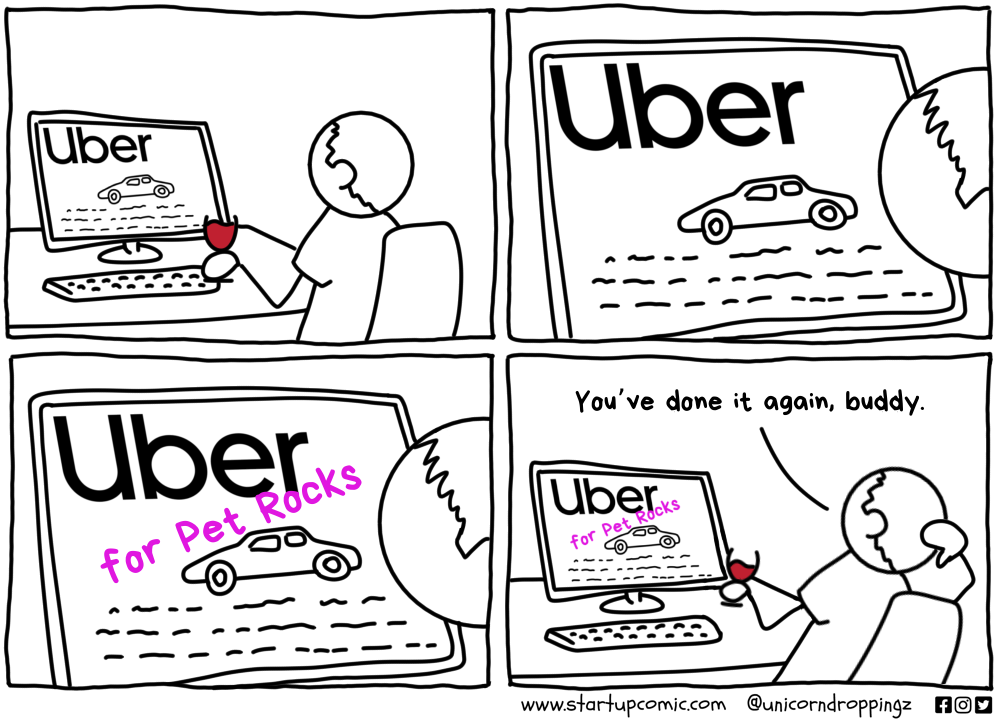 Uber
Uber
Uber
for Pet Rocks
You've done it again, buddy.
Uber
for Pet Rocks
www.startupcomic.com @unicorndroppingz